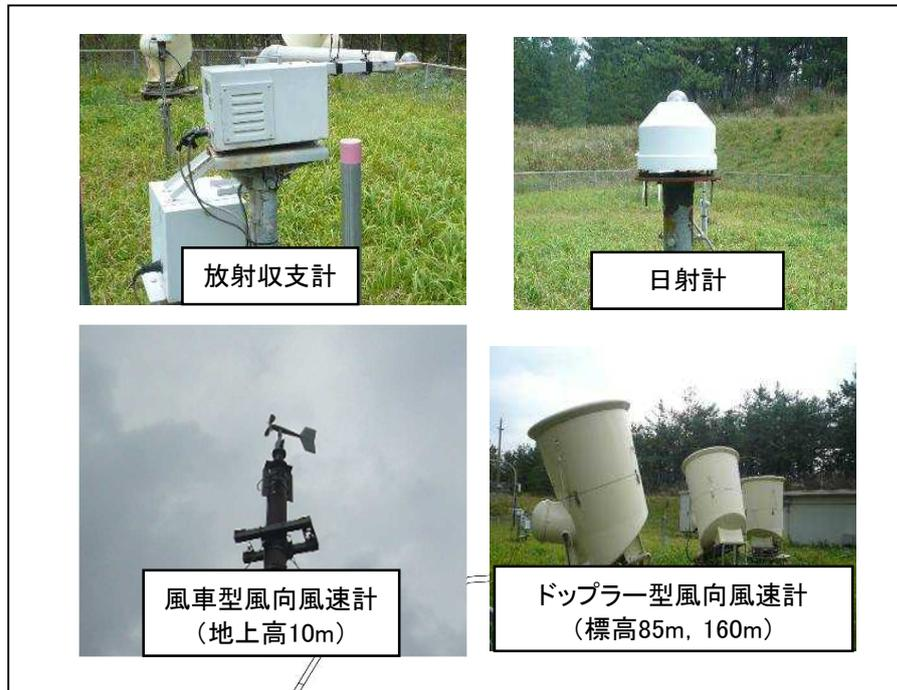 放射収支計
日射計
風車型風向風速計
（地上高10m）
ドップラー型風向風速計
（標高85m, 160m）